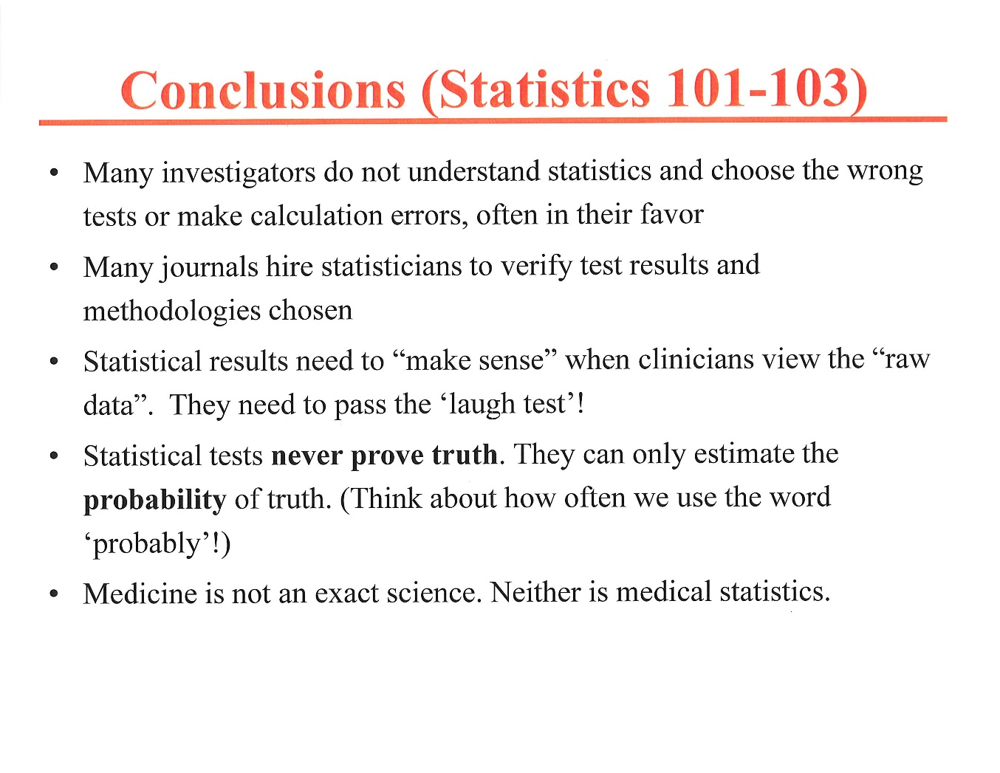 Conclusions (Statistics 101-103)
• Many investigators do not understand statistics and choose the wrong
tests or make calculation errors, often in their favor
• Many journals hire statisticians to verify test results and
methodologies chosen
• Statistical results need to “make sense” when clinicians view the “raw
data”.  They need to pass the ‘laugh test’!
• Statistical tests never prove truth. They can only estimate the
probability of truth. (Think about how often we use the word
‘probably’!)
• Medicine is not an exact science. Neither is medical statistics.